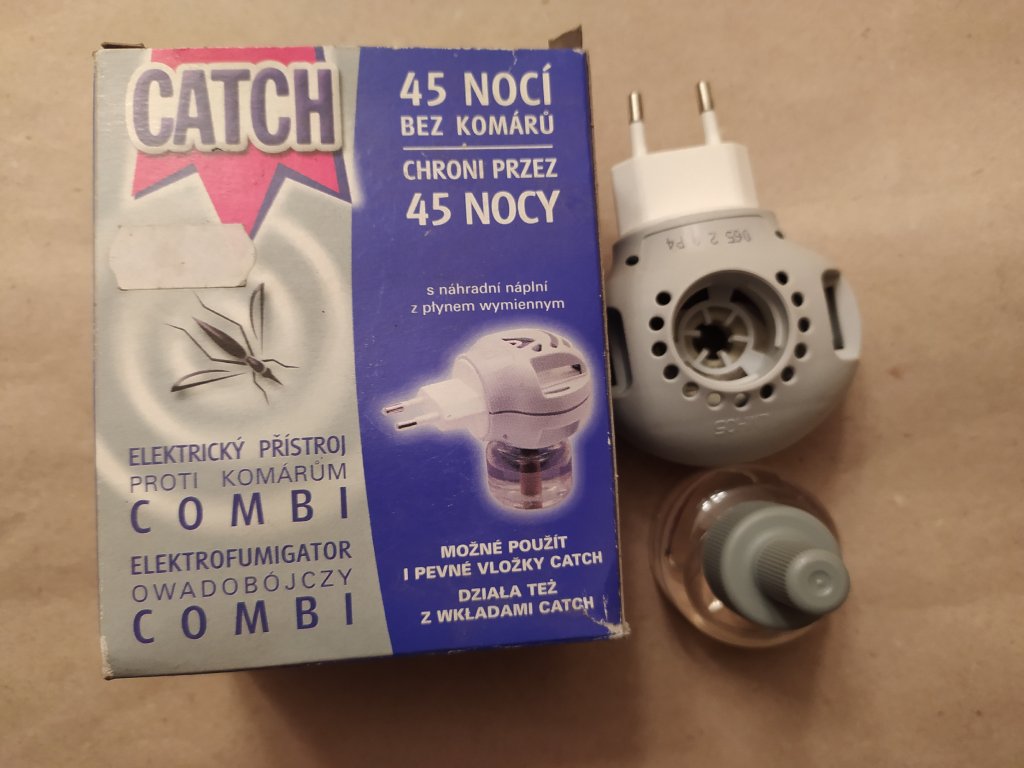 CATCH
45 NOCÍ
BEZ KOMÁRŮ
CHRONI PRZEZ
45 NOCY
s náhradní náplní
z płynem wymiennym
ELEKTRICKÝ PŘÍSTROJ
PROTI KOMÁRŮM
COMBI
ELEKTROFUMIGATOR
OWADOBÓJCZY
COMBI
MOŽNÉ POUŽÍT
I PEVNÉ VLOŽKY CATCH
DZIAŁA TEŻ
Z WKŁADAMI CATCH